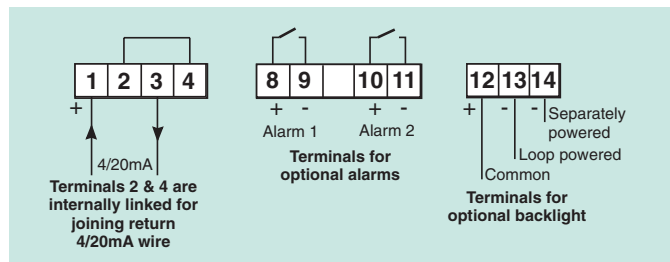 1 2 3 4
+
4/20mA
Terminals 2 & 4 are
internally linked for
joining return
4/20mA wire
8 9 10 11
+ - + -
Alarm 1 Alarm 2
Terminals for
optional alarms
12 13 14
+ - -
Separately
powered
Loop powered
Common
Terminals for
optional backlight